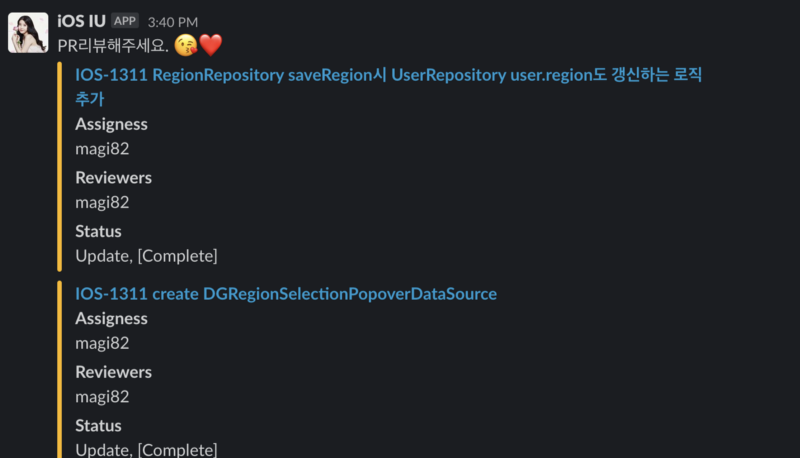 iOS IU APP 3:40 PM
PR리뷰해주세요. 😘❤️
IOS-1311 RegionRepository saveRegion시 UserRepository user.region도 갱신하는 로직
추가
Assigness
magi82
Reviewers
magi82
Status
Update, [Complete]
IOS-1311 create DGRegionSelectionPopoverDataSource
Assigness
magi82
Reviewers
magi82
Status
Update, [Complete]